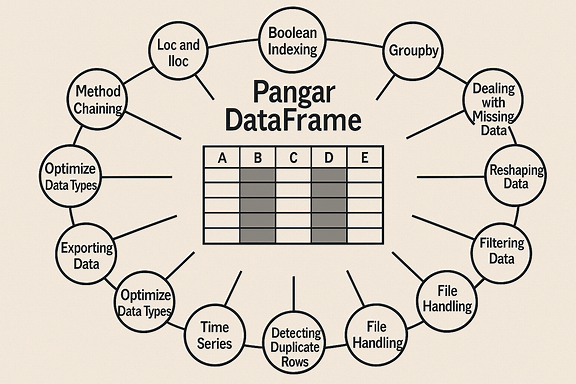 Boolean
Indexing
Loc and
Iloc
Groupby
Method
Chaining
Dealing
with
Missing
Data
Pangar
DataFrame
A B C D E
Optimize
Data Types
Reshaping
Data
Exporting
Data
Filtering
Data
Optimize
Data Types
File
Handling
Time
Series
Detecting
Duplicate
Rows
File
Handling